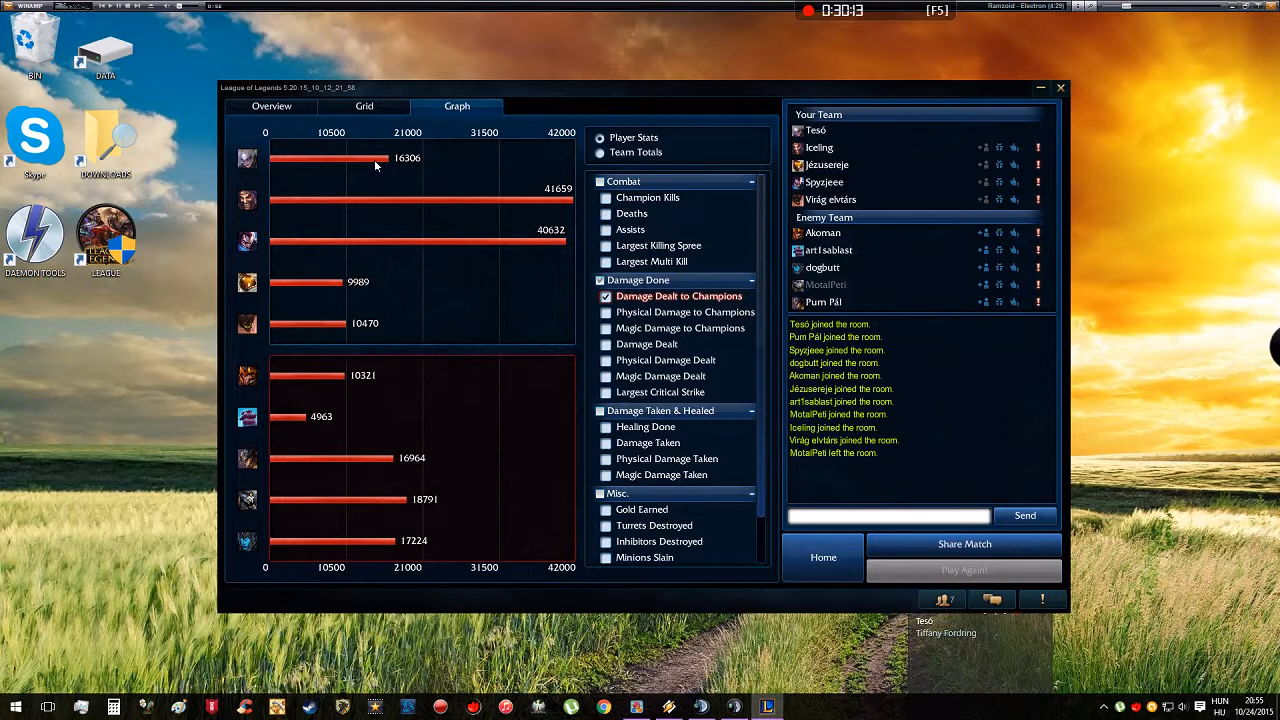 WINAMP
0:52
0:30:13
[F5]
Ramzoid - Electron (4:29)
BIN
DATA
Skype
DOWNLOADS
DAEMON TOOLS
LEAGUE
League of Legends 5.20.15_10_12_21_58
Overview
Grid
Graph
0 10500 21000 31500 42000
16306
41659
40632
9989
10470
10321
4963
16964
18791
17224
0 10500 21000 31500 42000
Player Stats
Team Totals
Combat
Champion Kills
Deaths
Assists
Largest Killing Spree
Largest Multi Kill
Damage Done
Damage Dealt to Champions
Physical Damage to Champions
Magic Damage to Champions
Damage Dealt
Physical Damage Dealt
Magic Damage Dealt
Largest Critical Strike
Damage Taken & Healed
Healing Done
Damage Taken
Physical Damage Taken
Magic Damage Taken
Misc.
Gold Earned
Turrets Destroyed
Inhibitors Destroyed
Minions Slain
Your Team
Tesó
Iceling
Jézusereje
Spyzjeee
Virág elvtárs
Enemy Team
Akoman
art1sablast
dogbutt
MotalPeti
Pum Pál
Tesó joined the room.
Pum Pál joined the room.
Spyzjeee joined the room.
dogbutt joined the room.
Akoman joined the room.
Jézusereje joined the room.
art1sablast joined the room.
MotalPeti joined the room.
Iceling joined the room.
Virág elvtárs joined the room.
MotalPeti left the room.
Send
Home
Share Match
Play Again!
7
Tesó
Tiffany Fordring
HUN
HU
20:55
10/24/2015